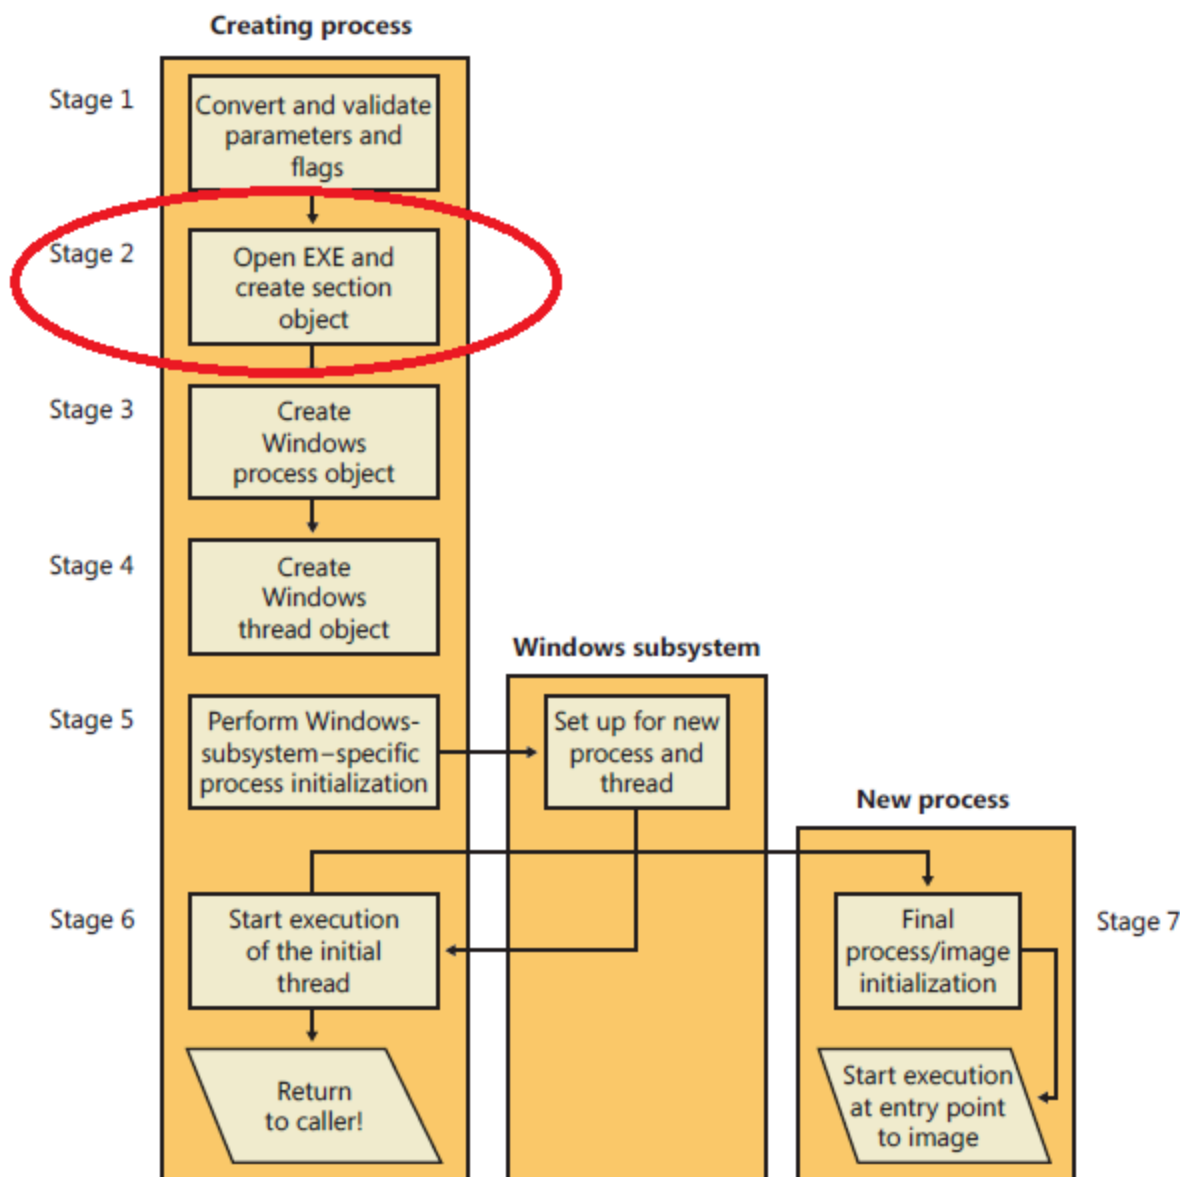 Creating process
Stage 1
Convert and validate
parameters and
flags
Stage 2
Open EXE and
create section
object
Stage 3
Create
Windows
process object
Stage 4
Create
Windows
thread object
Windows subsystem
Stage 5
Perform Windows-
subsystem–specific
process initialization
Set up for new
process and
thread
New process
Stage 6
Start execution
of the initial
thread
Final
process/image
initialization
Stage 7
Return
to caller!
Start execution
at entry point
to image